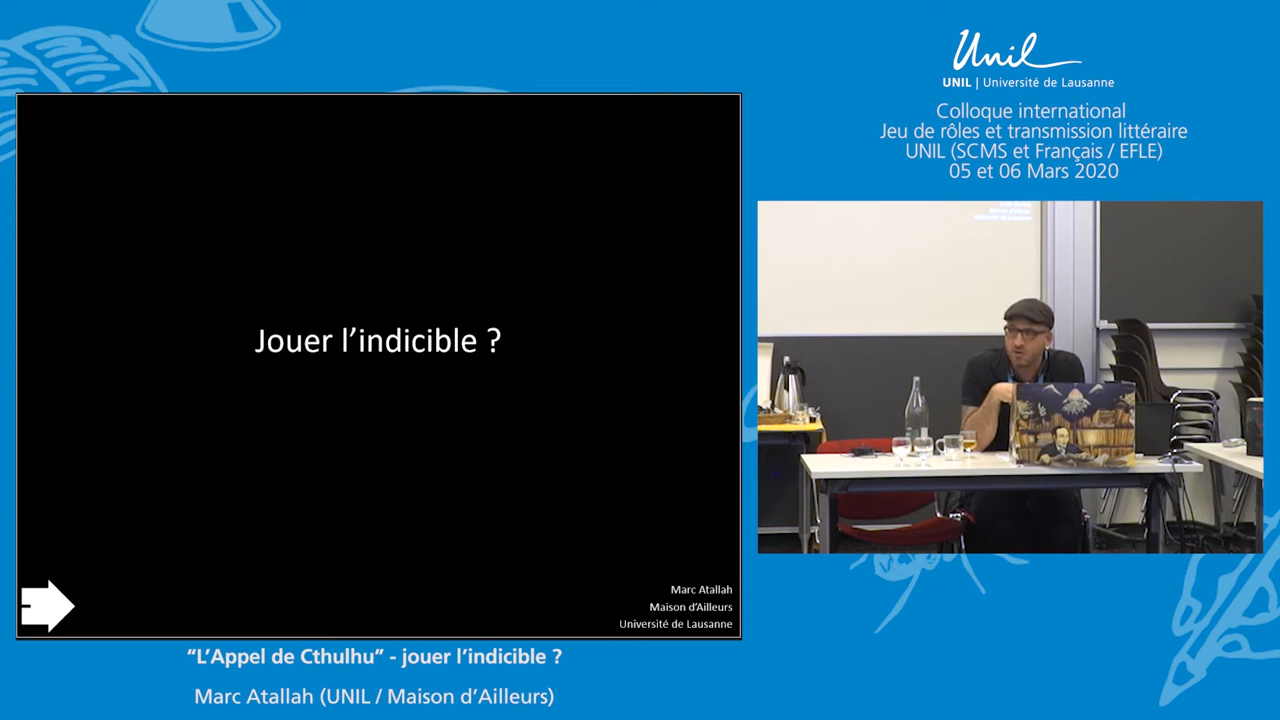 Unil
UNIL | Université de Lausanne
Colloque international
Jeu de rôles et transmission littéraire
UNIL (SCMS et Français / EFLE)
05 et 06 Mars 2020
Jouer l’indicible ?
Marc Atallah
Maison d’Ailleurs
Université de Lausanne
“L’Appel de Cthulhu” - jouer l’indicible ?
Marc Atallah (UNIL / Maison d’Ailleurs)